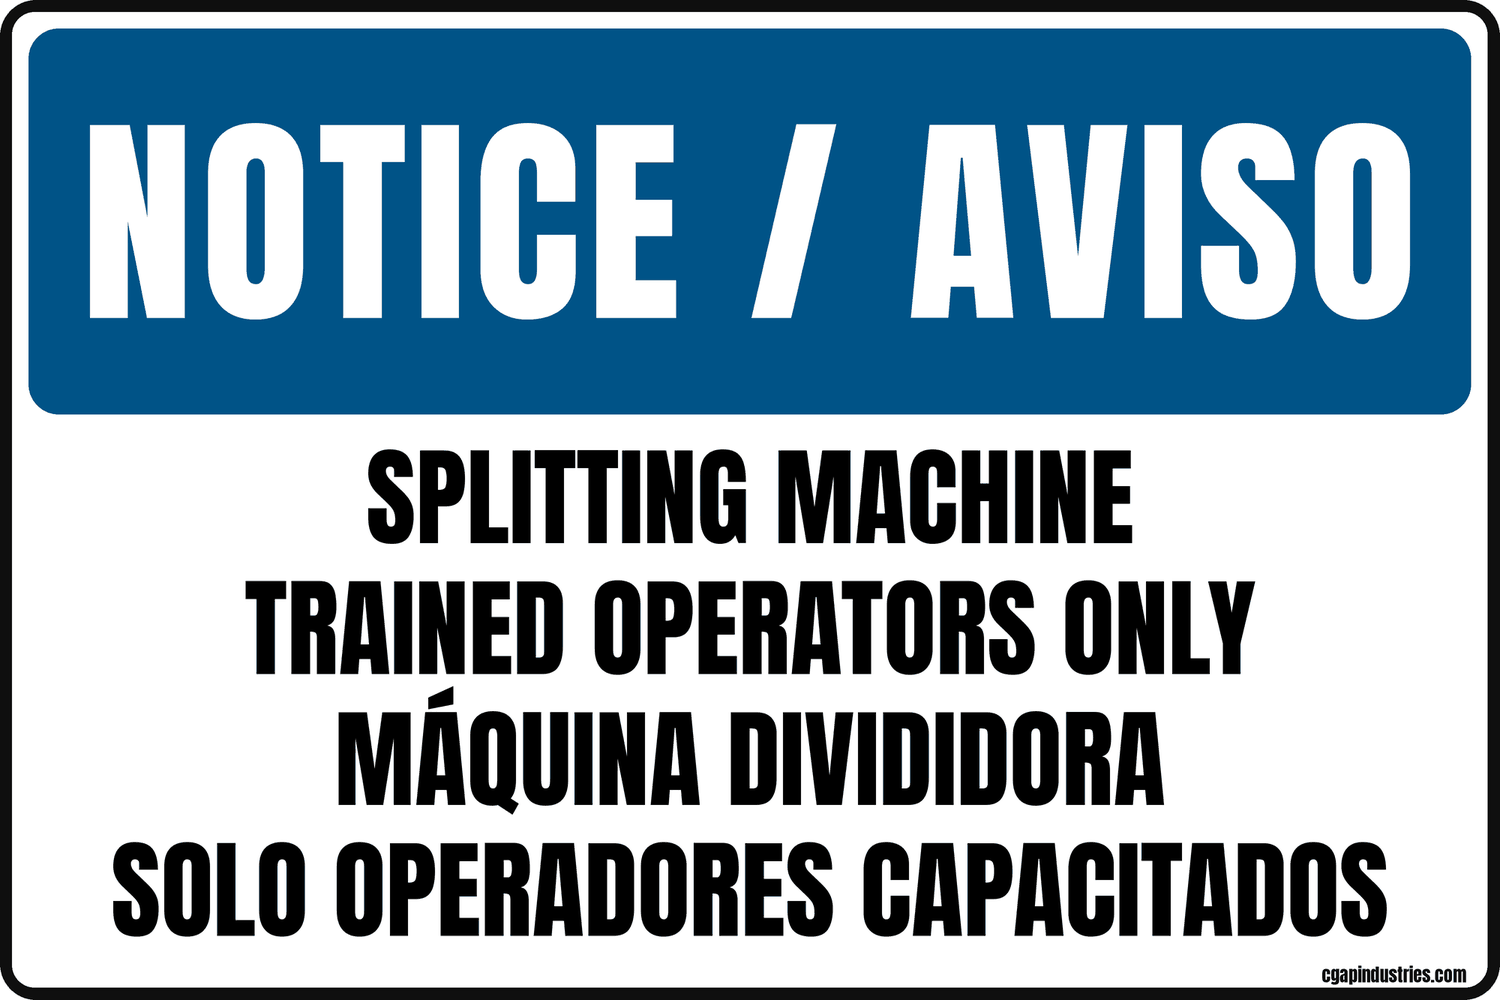 NOTICE / AVISO
SPLITTING MACHINE
TRAINED OPERATORS ONLY
MÁQUINA DIVIDIDORA
SOLO OPERADORES CAPACITADOS
cgapindustries.com